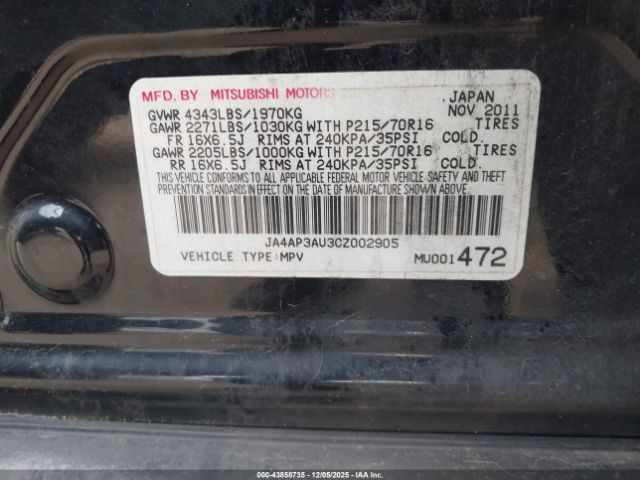 MFD. BY MITSUBISHI MOTORS JAPAN
GVWR 4343LBS/1970KG NOV 2011
GAWR 2271LBS/1030KG WITH P215/70R16 TIRES
FR 16X6.5J RIMS AT 240KPA/35PSI COLD.
GAWR 2205LBS/1000KG WITH P215/70R16 TIRES
RR 16X6.5J RIMS AT 240KPA/35PSI COLD.
THIS VEHICLE CONFORMS TO ALL APPLICABLE FEDERAL MOTOR VEHICLE SAFETY AND THEFT
PREVENTION STANDARDS IN EFFECT ON THE DATE OF MANUFACTURE SHOWN ABOVE.
JA4AP3AU3CZ002905
VEHICLE TYPE:MPV MU001472
IAA-43858735 - 12/05/2025 - ©IAA, Inc.